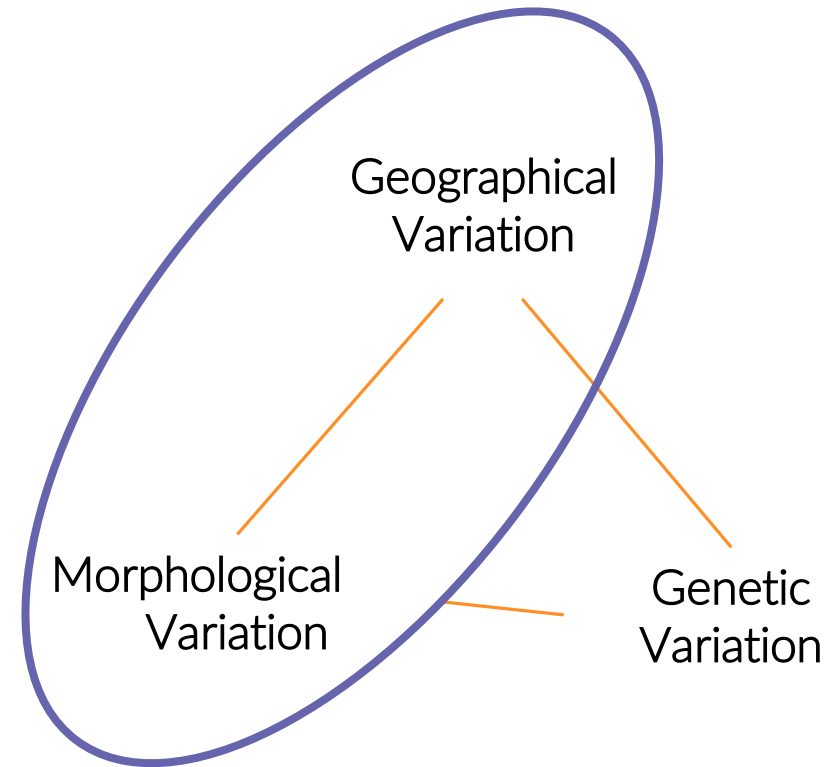 Geographical
Variation
Morphological
Variation
Genetic
Variation